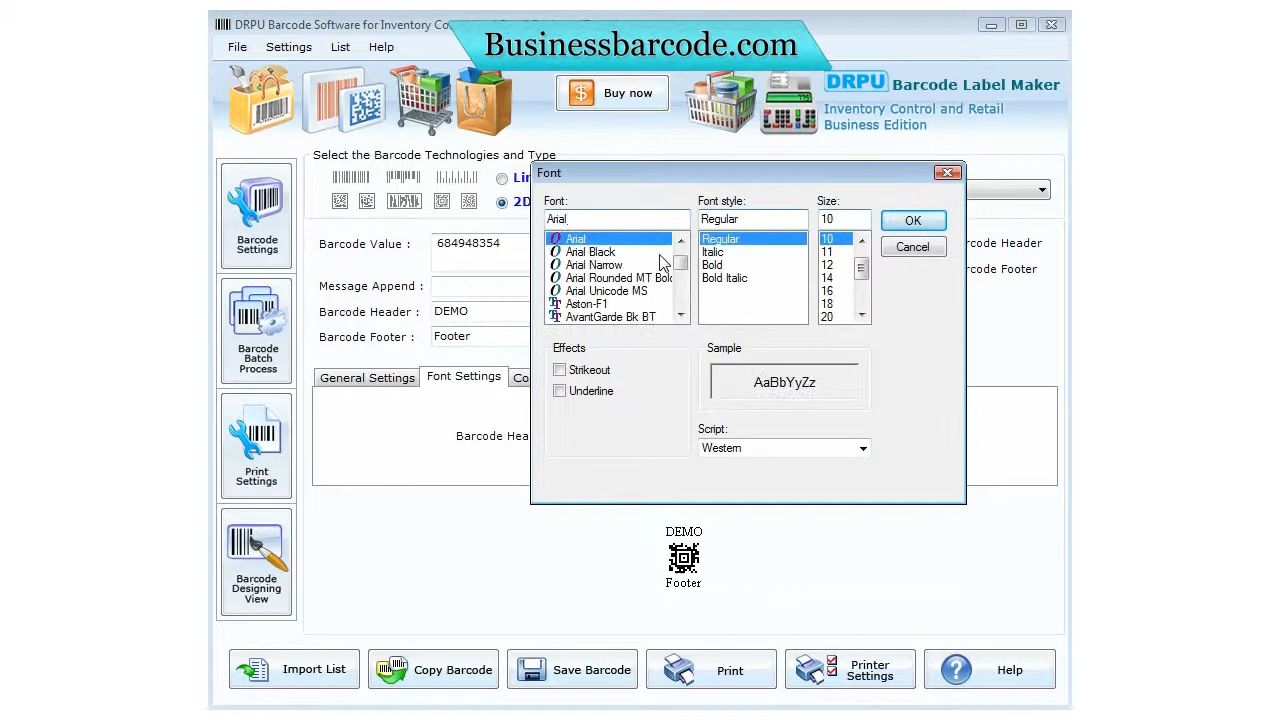 DRPU Barcode Software for Inventory Co
Businessbarcode.com
File Settings List Help
Buy now
DRPU Barcode Label Maker
Inventory Control and Retail
Business Edition
Select the Barcode Technologies and Type
Lin
2D
Barcode Settings
Barcode Batch Process
Print Settings
Barcode Designing View
Barcode Value : 684948354
Message Append :
Barcode Header : DEMO
Barcode Footer : Footer
arcode Header
arcode Footer
General Settings Font Settings Co
Barcode Hea
Font
Font: Font style: Size:
Arial Regular 10
OK
Cancel
Arial Regular 10
Arial Black Italic 11
Arial Narrow Bold 12
Arial Rounded MT Bold Bold Italic 14
Arial Unicode MS 16
Aston-F1 18
AvantGarde Bk BT 20
Effects
Strikeout
Underline
Sample
AaBbYyZz
Script:
Western
DEMO
Footer
Import List Copy Barcode Save Barcode Print Printer Settings Help